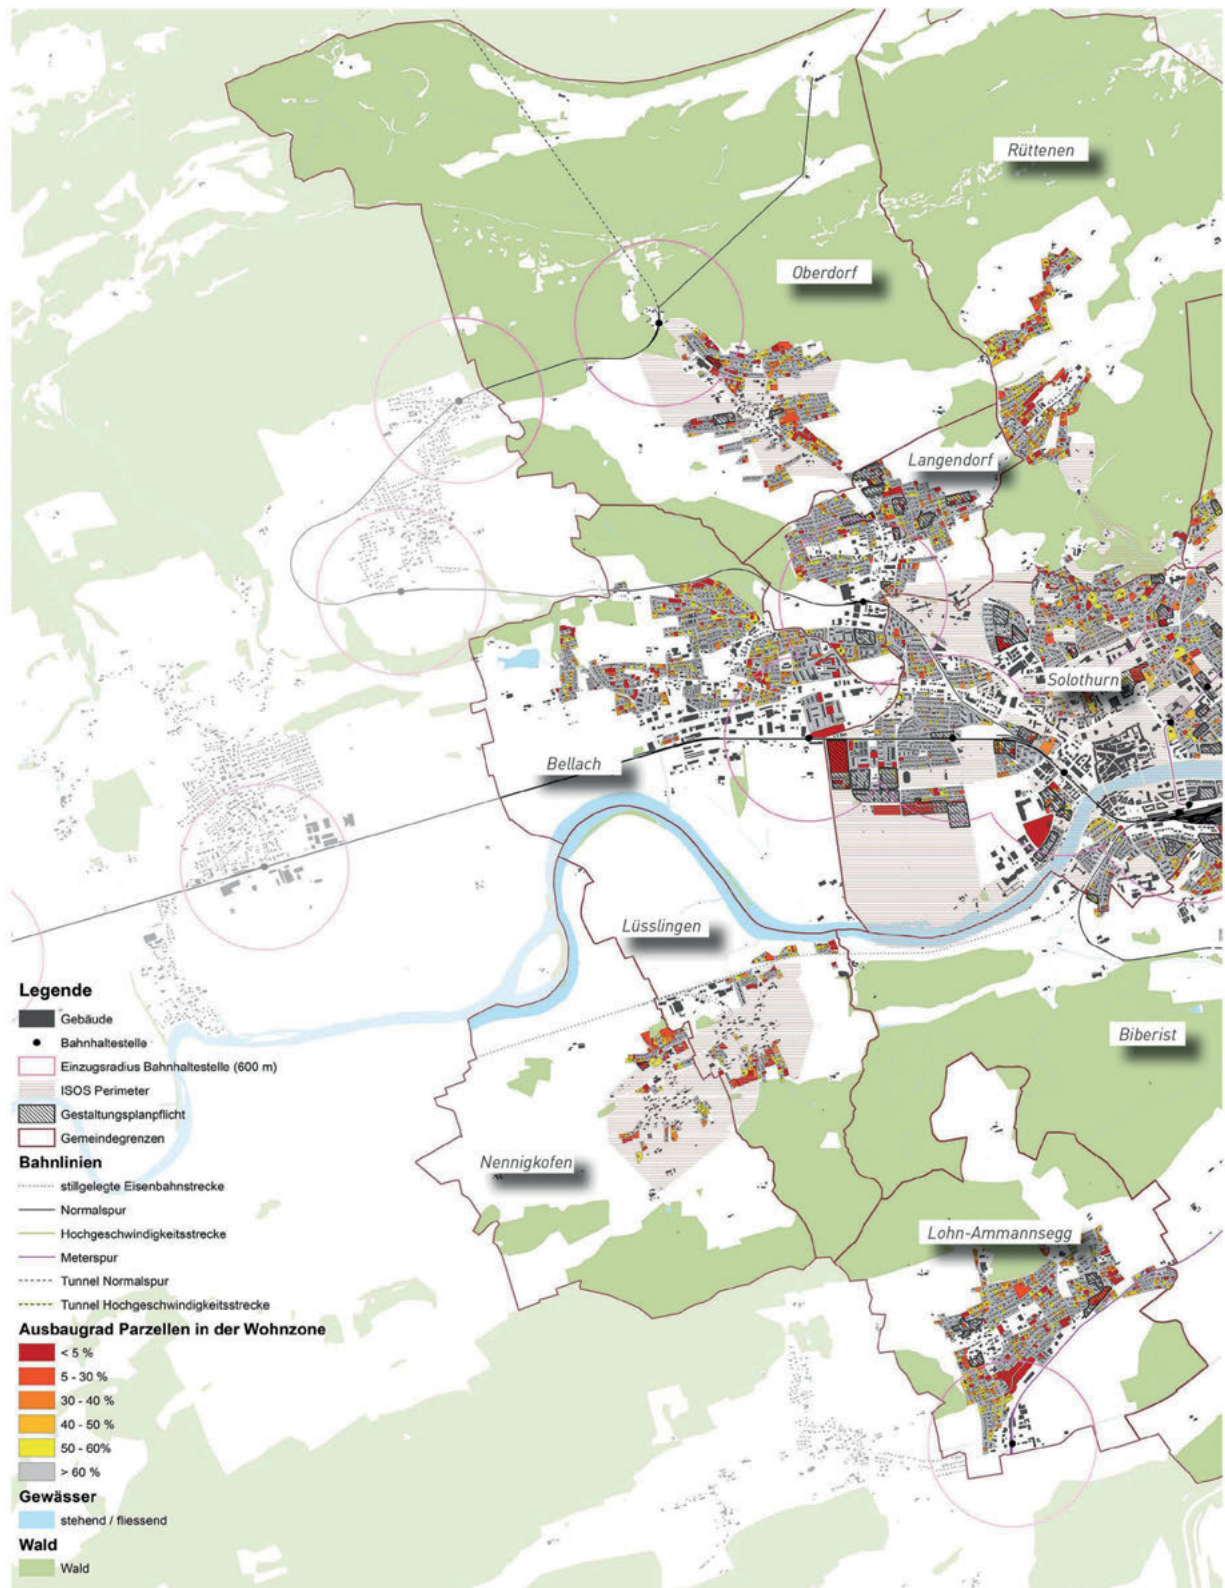 Rüttenen
Oberdorf
Langendorf
Solothurn
Bellach
Lüsslingen
Biberist
Nennigkofen
Lohn-Ammannsegg
Legende
Gebäude
Bahnhaltestelle
Einzugsradius Bahnhaltestelle (600 m)
ISOS Perimeter
Gestaltungsplanpflicht
Gemeindegrenzen
Bahnlinien
stillgelegte Eisenbahnstrecke
Normalspur
Hochgeschwindigkeitsstrecke
Meterspur
Tunnel Normalspur
Tunnel Hochgeschwindigkeitsstrecke
Ausbaugrad Parzellen in der Wohnzone
< 5 %
5 - 30 %
30 - 40 %
40 - 50 %
50 - 60%
> 60 %
Gewässer
stehend / fliessend
Wald
Wald